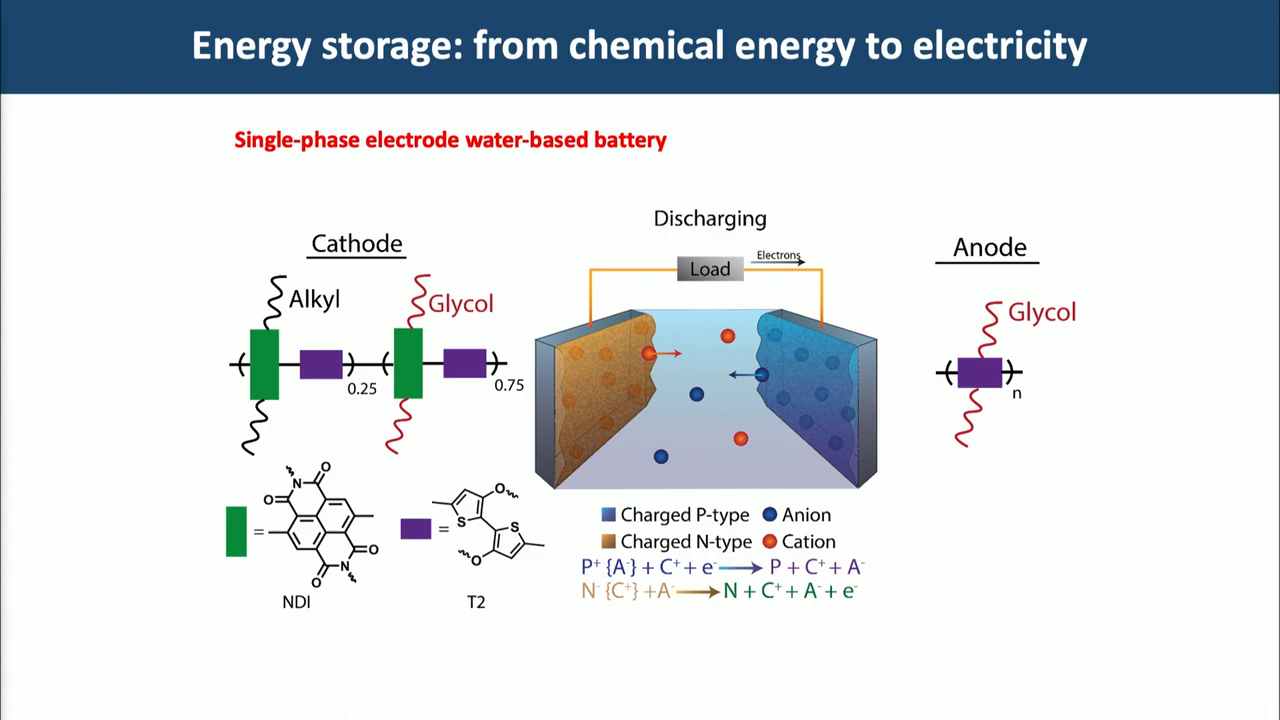 Energy storage: from chemical energy to electricity
Single-phase electrode water-based battery
Cathode
Alkyl
Glycol
0.25
0.75
NDI
=
N
O
O
O
O
N
T2
=
O
S
S
O
Discharging
Load
Electrons
Anode
Glycol
n
Charged P-type
Anion
Charged N-type
Cation
P⁺ {A⁻} + C⁺ + e⁻ → P + C⁺ + A⁻
N⁻ {C⁺} +A⁻ → N + C⁺ + A⁻ + e⁻